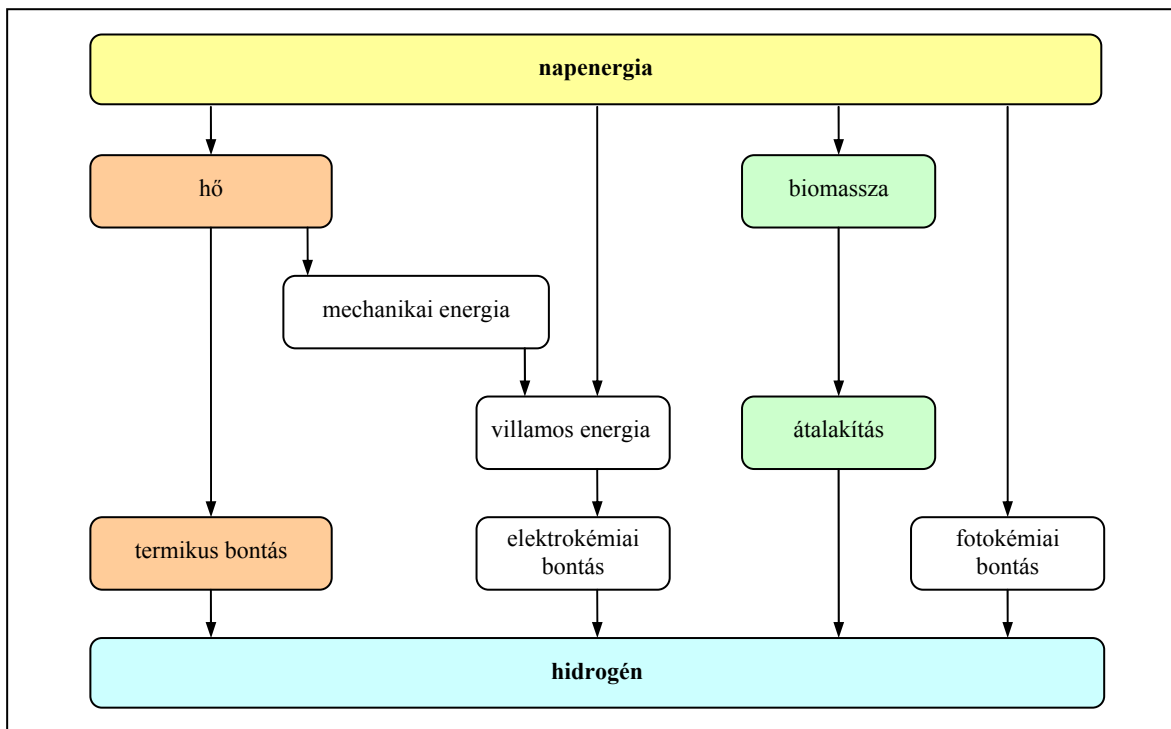 napenergia
hő
biomassza
mechanikai energia
villamos energia
átalakítás
termikus bontás
elektrokémiai
bontás
fotokémiai
bontás
hidrogén